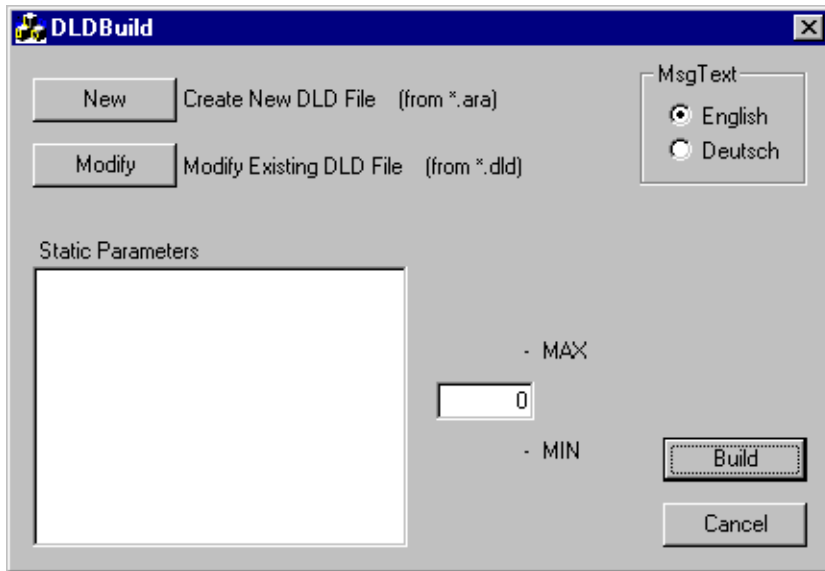 DLDBuild
New Create New DLD File (from *.ara)
Modify Modify Existing DLD File (from *.dld)
MsgText
English
Deutsch
Static Parameters
- MAX
0
- MIN
Build
Cancel